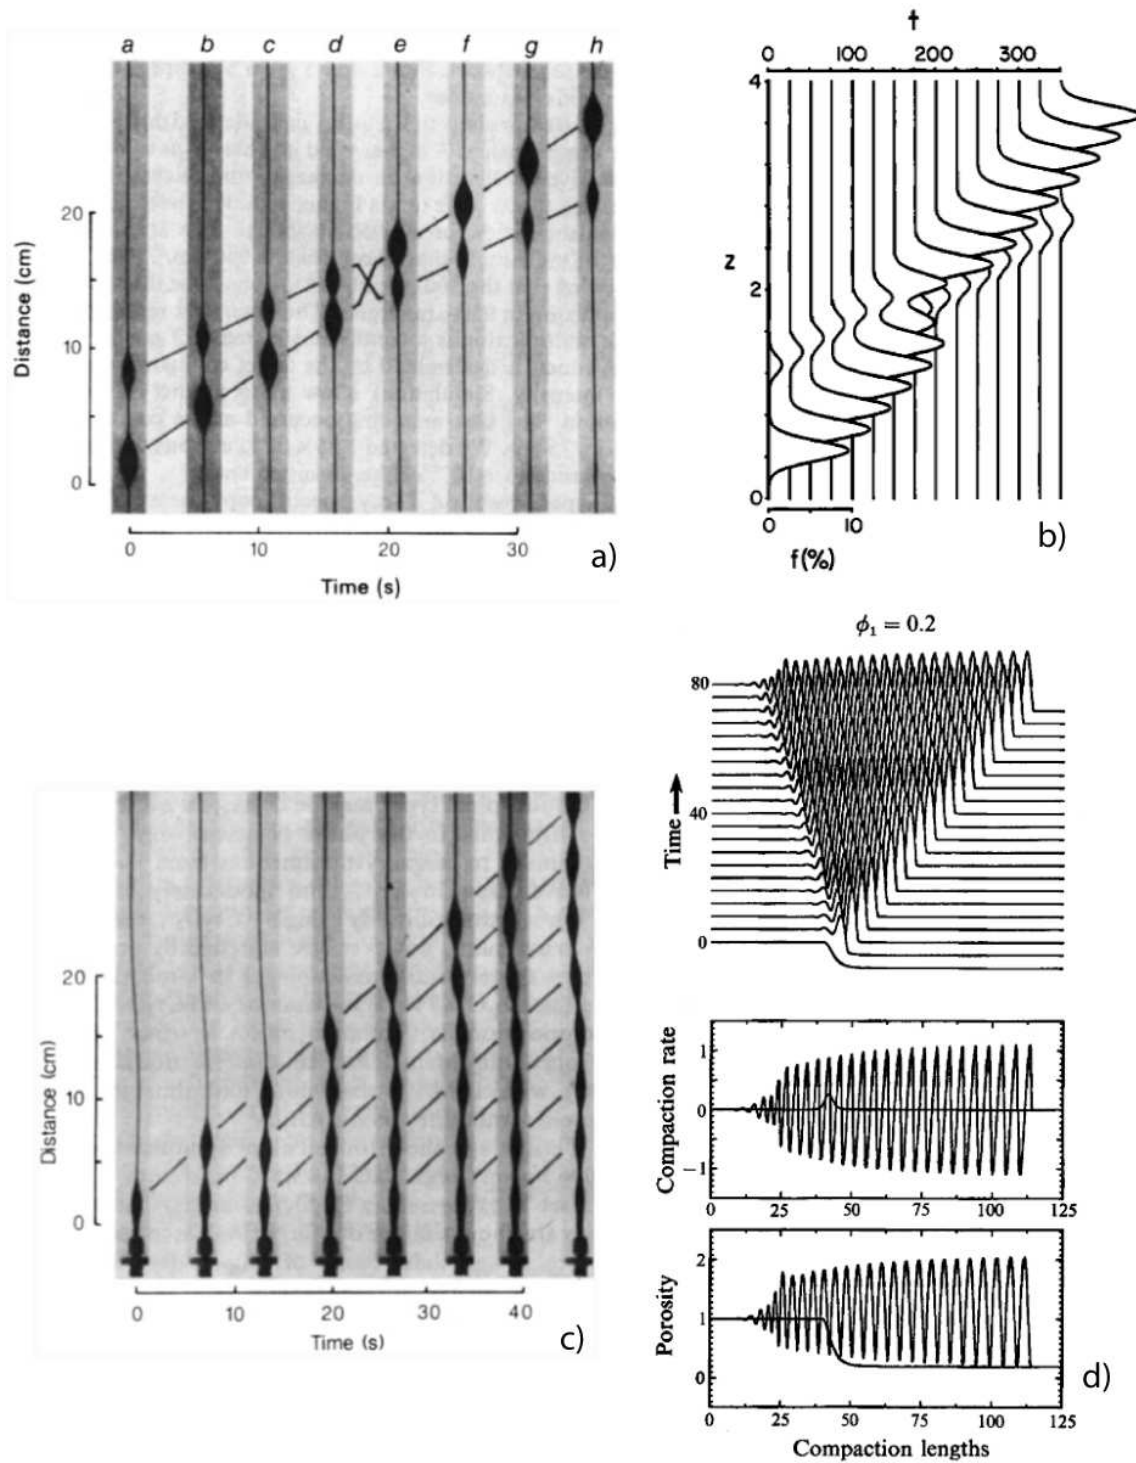 a b c d e f g h
20
10
0
Distance (cm)
0 10 20 30
Time (s)
a)
t
0 100 200 300
4
2
0
z
0 10
f(%)
b)
20
10
0
Distance (cm)
0 10 20 30 40
Time (s)
c)
ϕ₁ = 0.2
80
40
0
Time
Compaction rate
1
0
−1
0 25 50 75 100 125
Porosity
2
1
0
0 25 50 75 100 125
Compaction lengths
d)